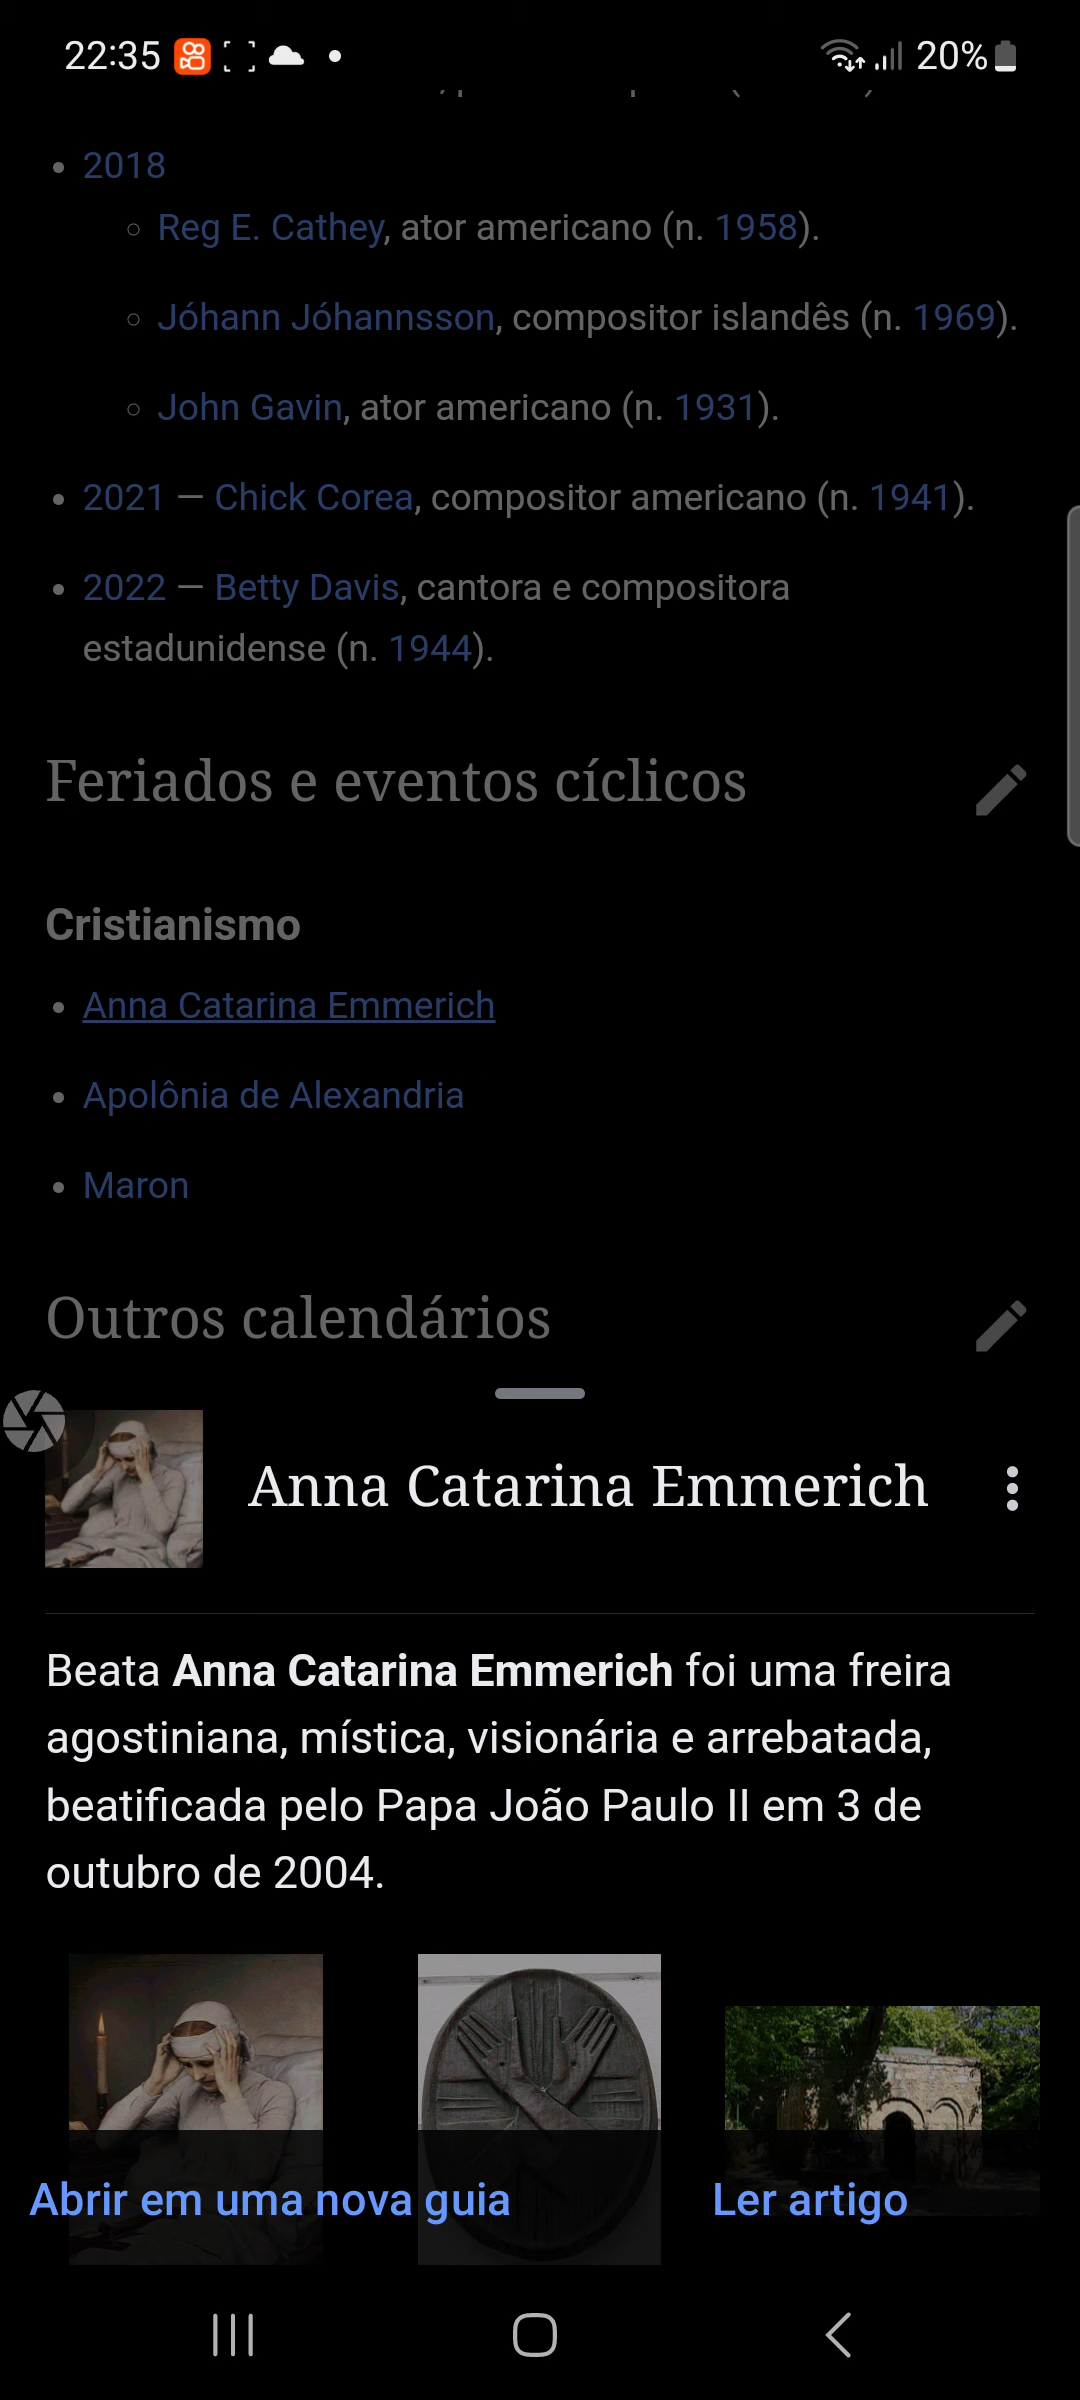 22:35
20%
2018
Reg E. Cathey, ator americano (n. 1958).
Jóhann Jóhannsson, compositor islandês (n. 1969).
John Gavin, ator americano (n. 1931).
2021 — Chick Corea, compositor americano (n. 1941).
2022 — Betty Davis, cantora e compositora
estadunidense (n. 1944).
Feriados e eventos cíclicos
Cristianismo
Anna Catarina Emmerich
Apolônia de Alexandria
Maron
Outros calendários
Anna Catarina Emmerich
Beata Anna Catarina Emmerich foi uma freira
agostiniana, mística, visionária e arrebatada,
beatificada pelo Papa João Paulo II em 3 de
outubro de 2004.
Abrir em uma nova guia
Ler artigo